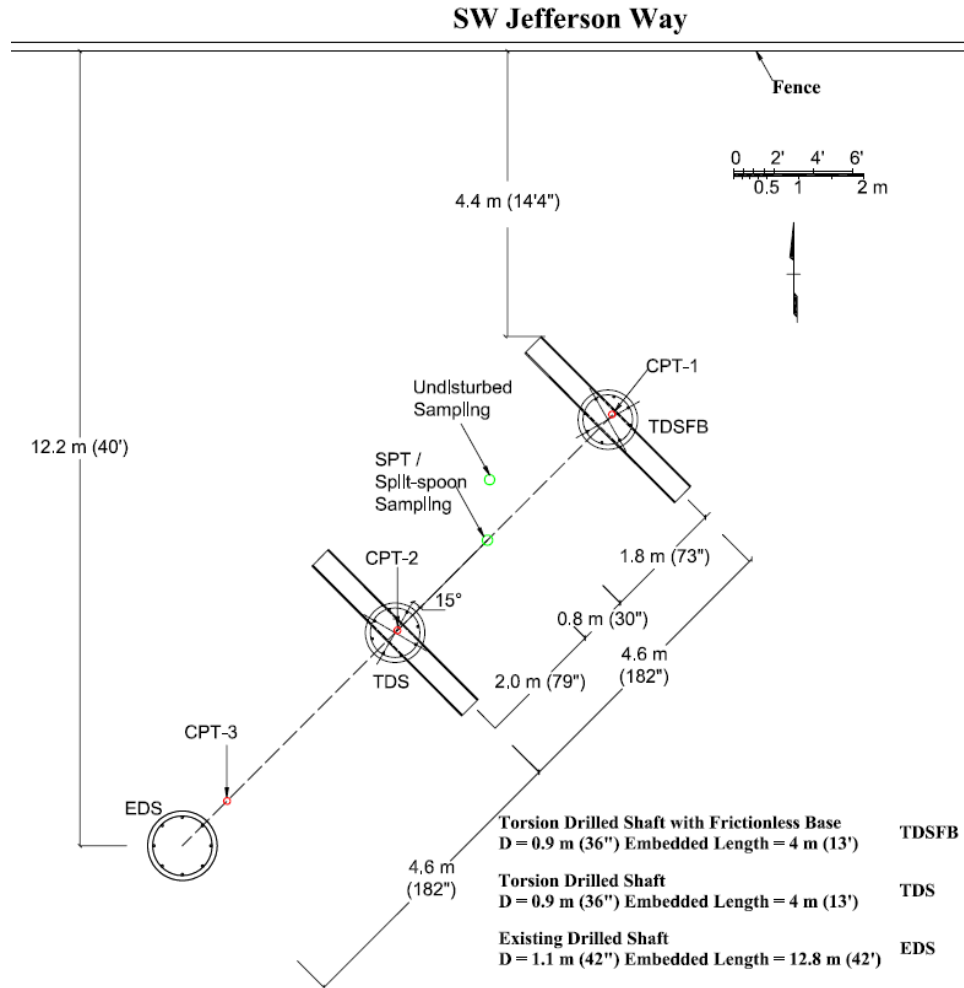 SW Jefferson Way
Fence
0 2' 4' 6'
0.5 1 2 m
4.4 m (14'4")
12.2 m (40')
CPT-1
TDSFB
Undisturbed
Sampling
SPT /
Split-spoon
Sampling
CPT-2
15°
TDS
1.8 m (73")
0.8 m (30")
2.0 m (79")
4.6 m
(182")
CPT-3
EDS
4.6 m
(182")
Torsion Drilled Shaft with Frictionless Base
D = 0.9 m (36") Embedded Length = 4 m (13') TDSFB
Torsion Drilled Shaft
D = 0.9 m (36") Embedded Length = 4 m (13') TDS
Existing Drilled Shaft
D = 1.1 m (42") Embedded Length = 12.8 m (42') EDS